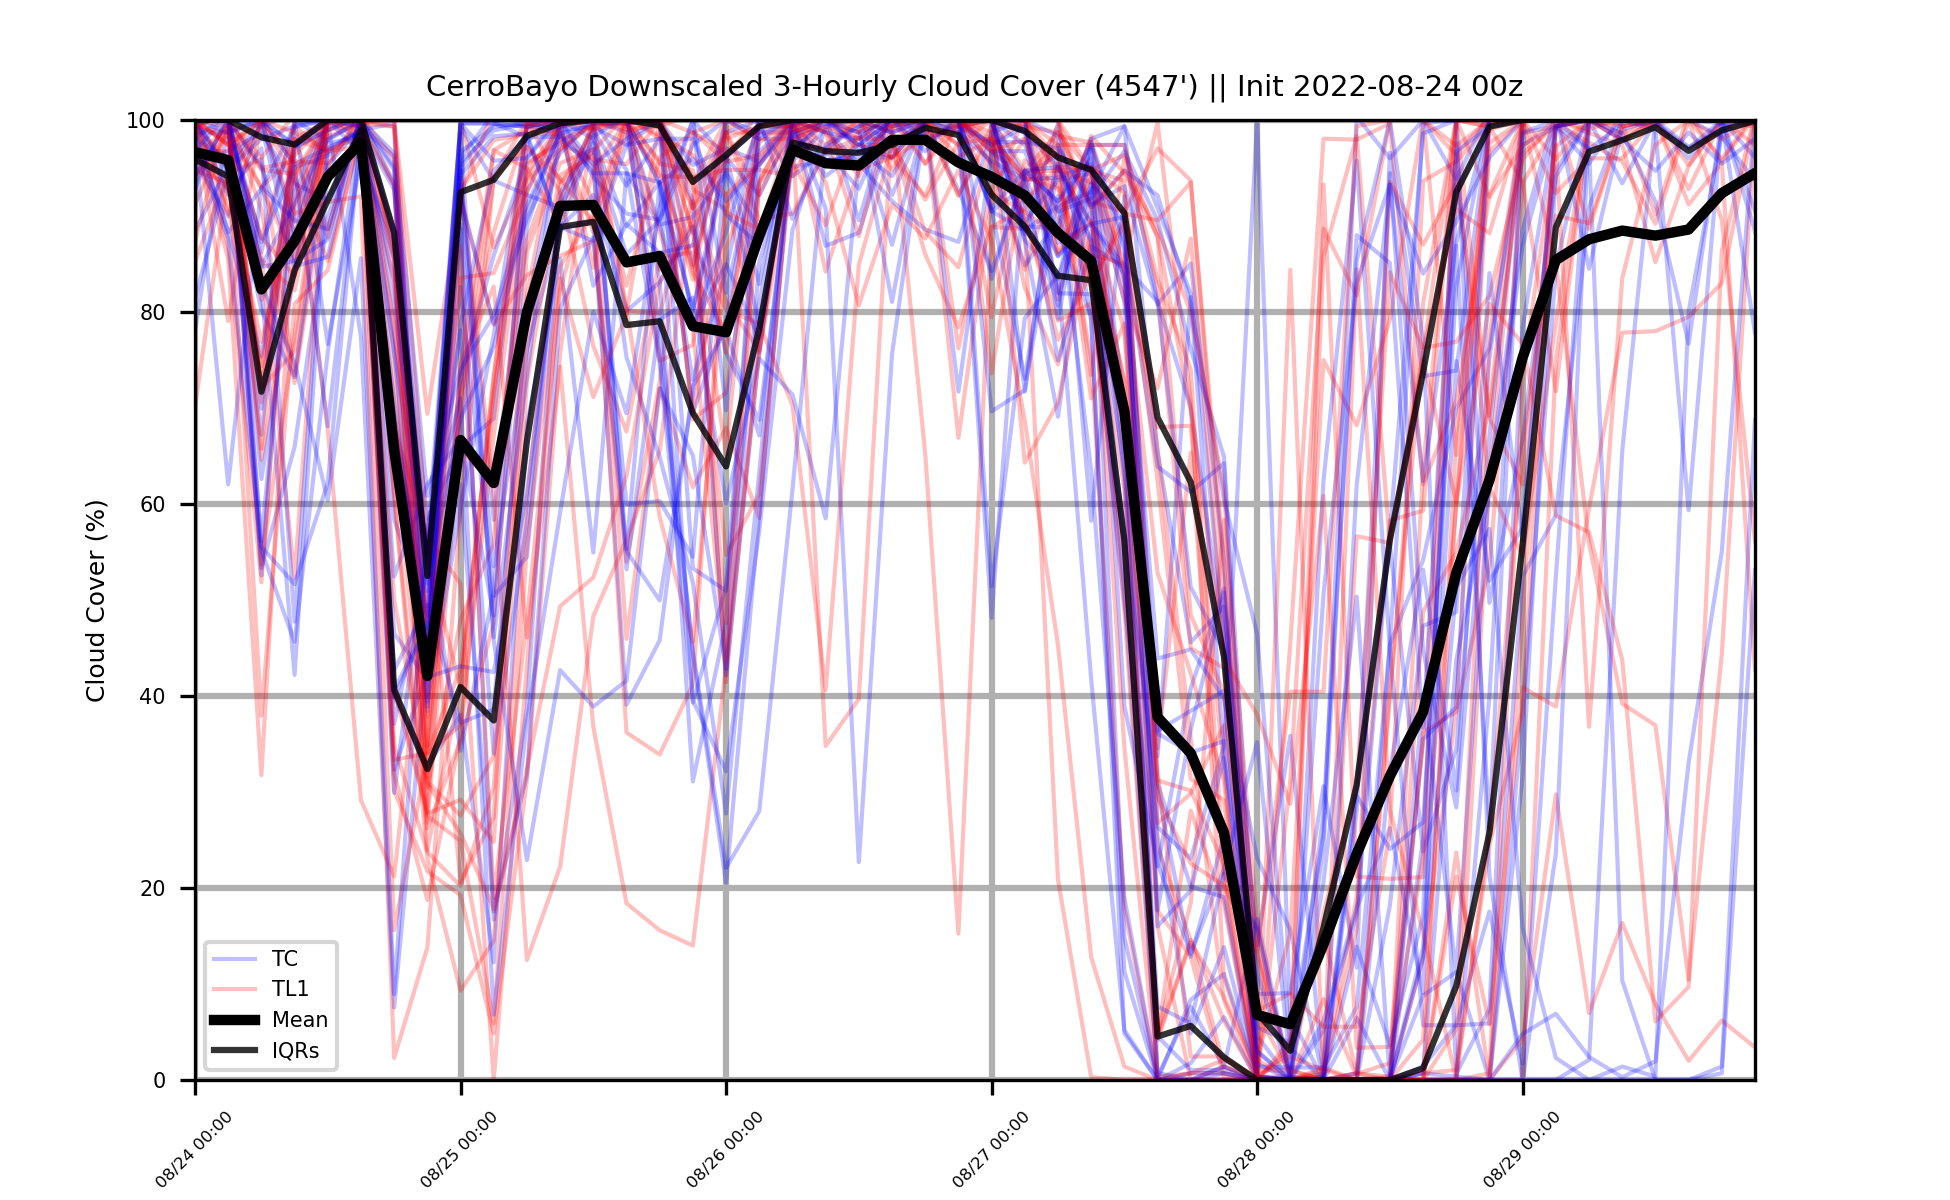 CerroBayo Downscaled 3-Hourly Cloud Cover (4547') || Init 2022-08-24 00z
Cloud Cover (%)
100
80
60
40
20
0
TC
TL1
Mean
IQRs
08/24 00:00
08/25 00:00
08/26 00:00
08/27 00:00
08/28 00:00
08/29 00:00